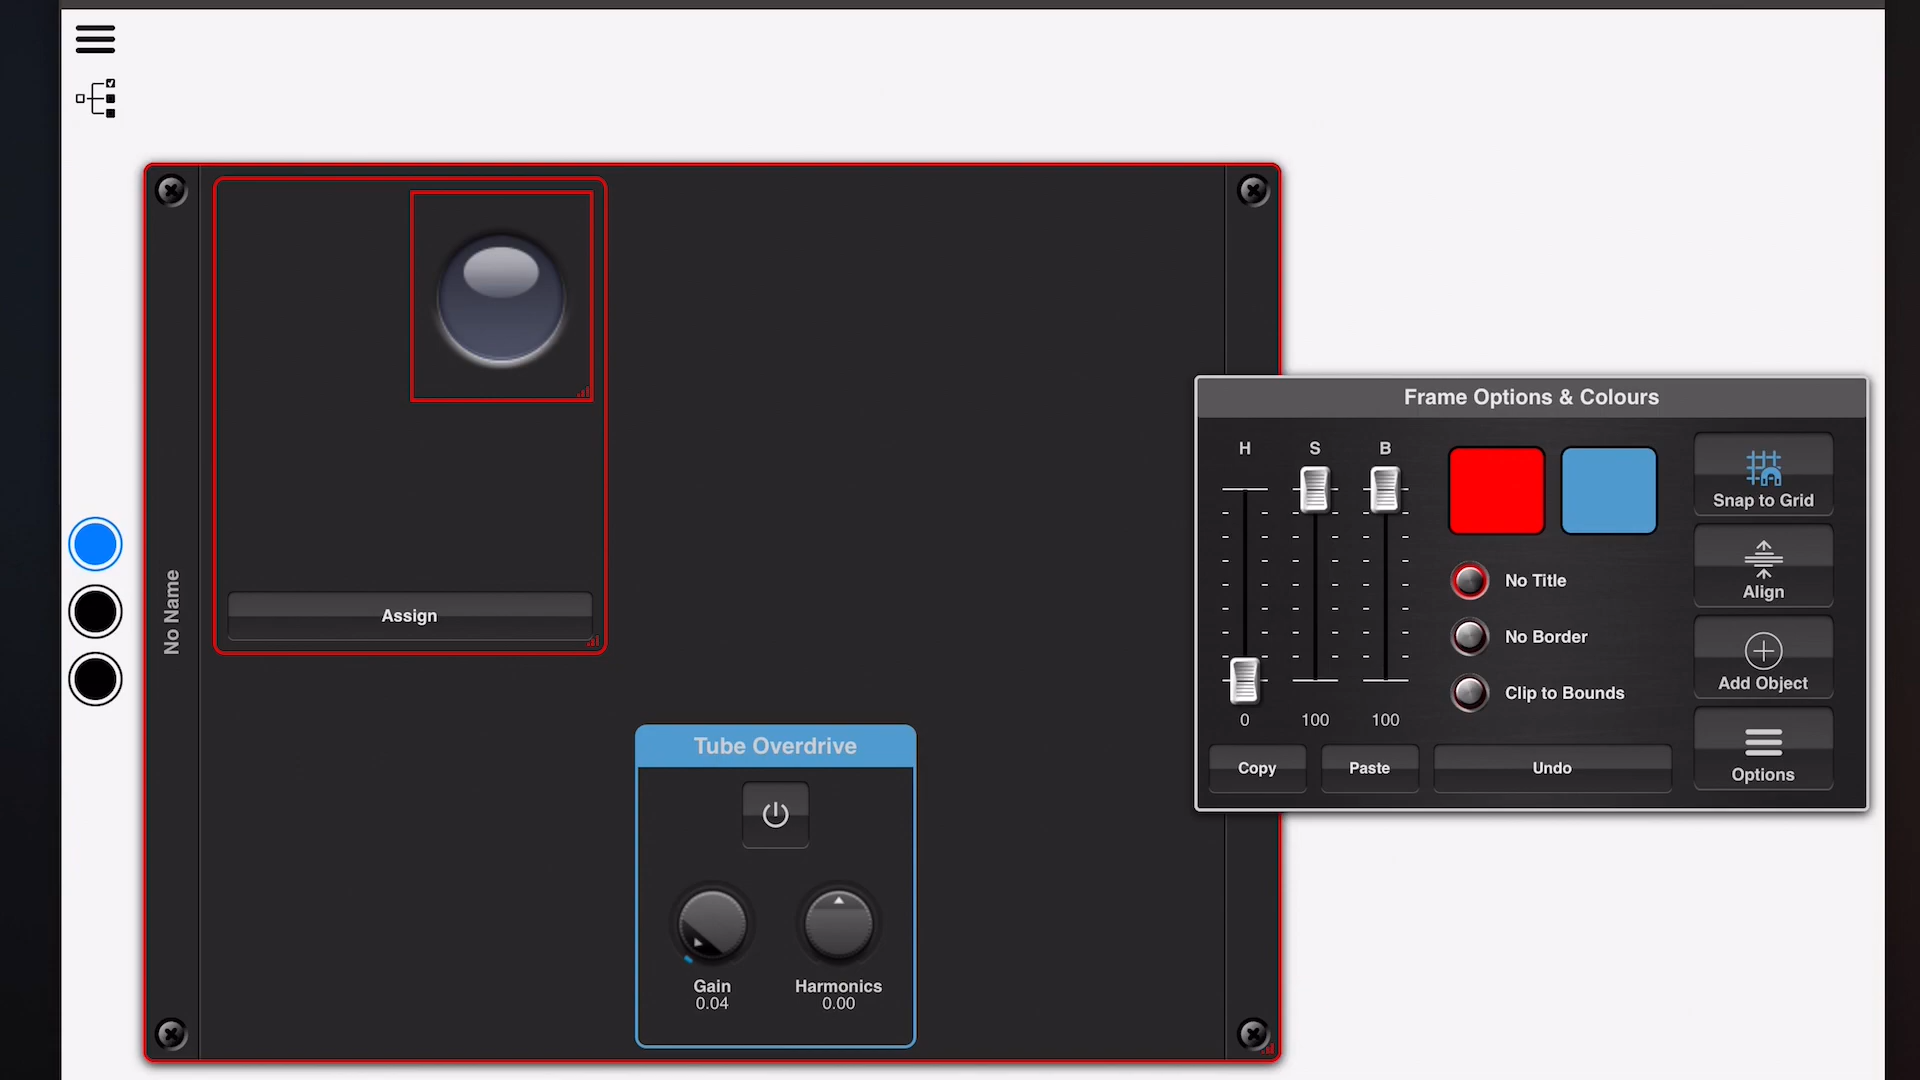 No Name
Assign
Tube Overdrive
Gain
0.04
Harmonics
0.00
Frame Options & Colours
H
S
B
0
100
100
No Title
No Border
Clip to Bounds
Copy
Paste
Undo
Snap to Grid
Align
Add Object
Options